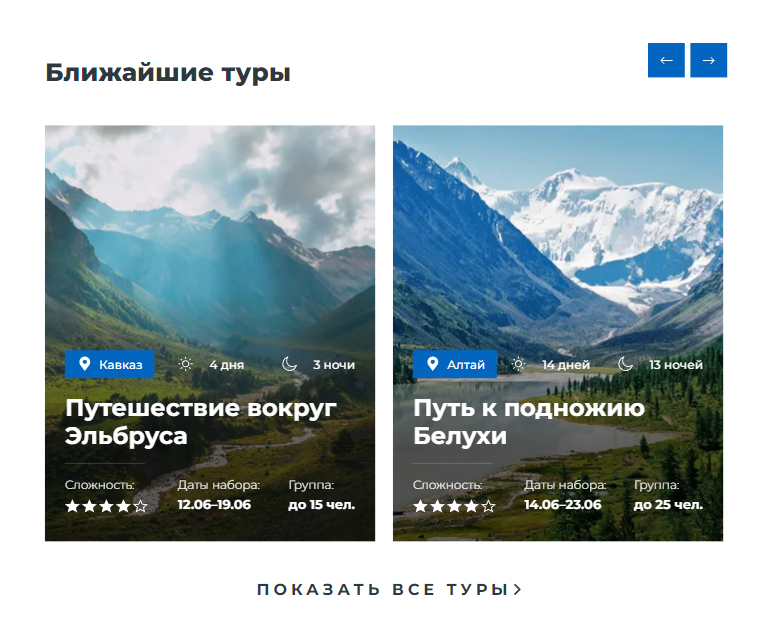 Ближайшие туры
Кавказ 4 дня 3 ночи
Путешествие вокруг
Эльбруса
Сложность: Даты набора: Группа:
12.06–19.06 до 15 чел.
Алтай 14 дней 13 ночей
Путь к подножию
Белухи
Сложность: Даты набора: Группа:
14.06–23.06 до 25 чел.
ПОКАЗАТЬ ВСЕ ТУРЫ